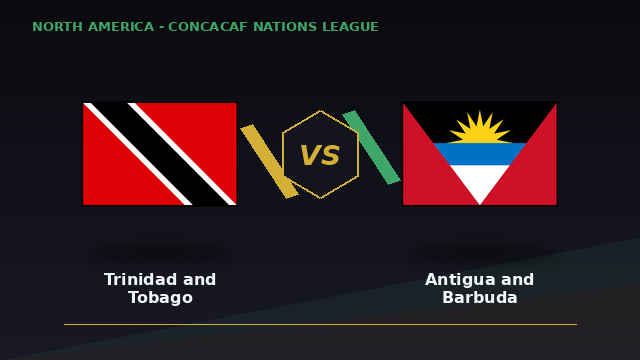 NORTH AMERICA - CONCACAF NATIONS LEAGUE
VS
Trinidad and
Tobago
Antigua and
Barbuda